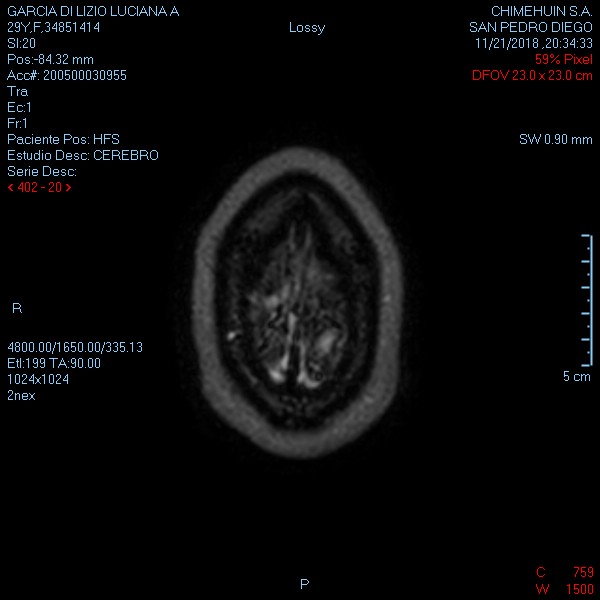 GARCIA DI LIZIO LUCIANA A
29Y,F,34851414
Sl:20
Pos:-84.32 mm
Acc#: 200500030955
Tra
Ec:1
Fr:1
Paciente Pos: HFS
Estudio Desc: CEREBRO
Serie Desc:
< 402 - 20 >
Lossy
CHIMEHUIN S.A.
SAN PEDRO DIEGO
11/21/2018 ,20:34:33
59% Pixel
DFOV 23.0 x 23.0 cm
SW 0.90 mm
R
4800.00/1650.00/335.13
Etl:199 TA:90.00
1024x1024
2nex
5 cm
P
C 759
W 1500